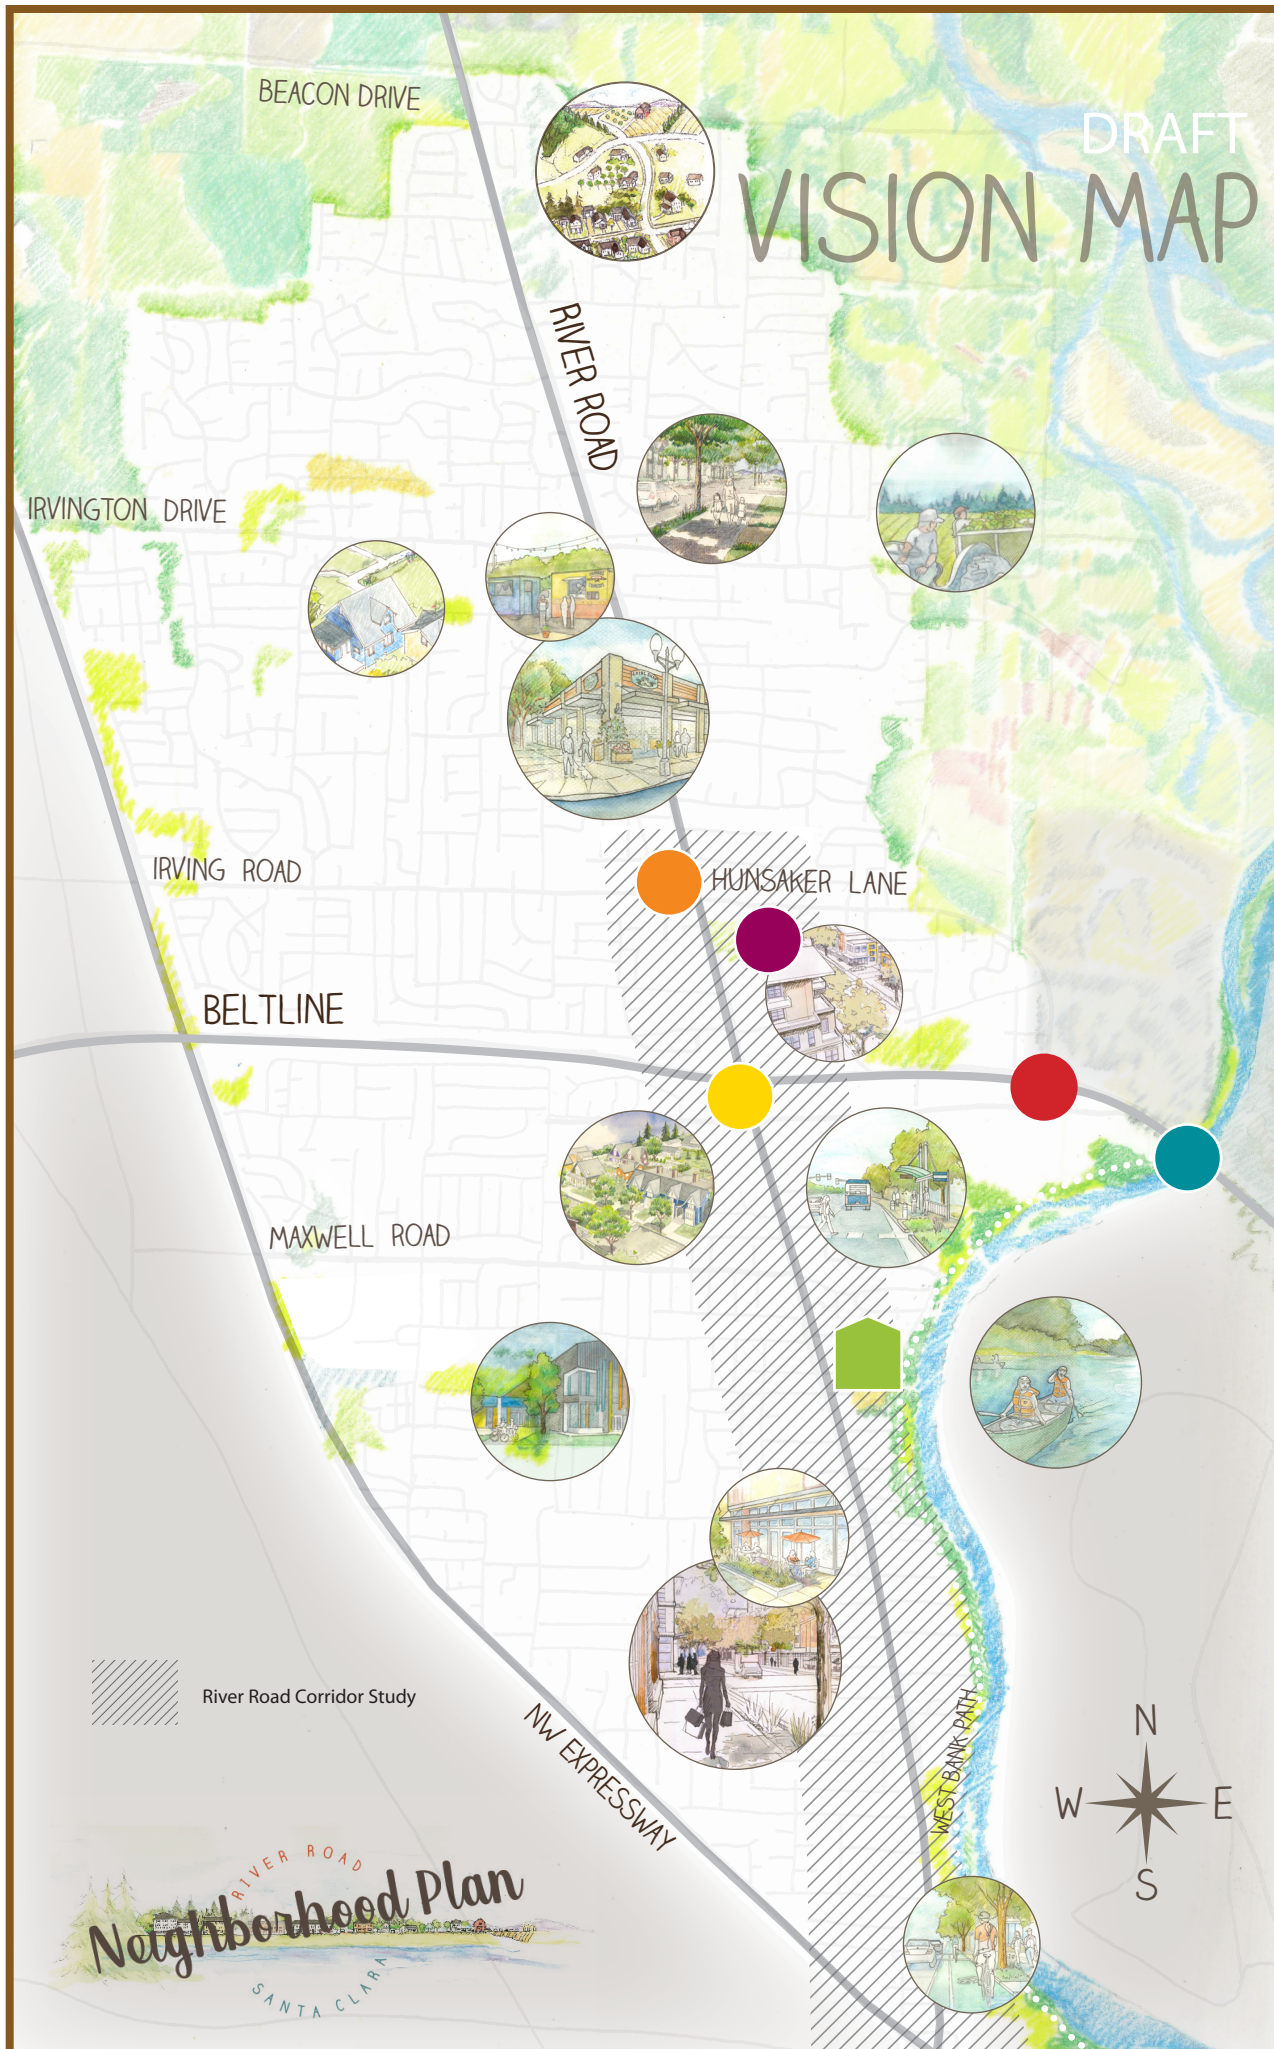 BEACON DRIVE
DRAFT
VISION MAP
RIVER ROAD
IRVINGTON DRIVE
IRVING ROAD
HUNSAKER LANE
BELTLINE
MAXWELL ROAD
River Road Corridor Study
NW EXPRESSWAY
WEST BANK PATH
N
W E
S
RIVER ROAD
Neighborhood Plan
SANTA CLARA